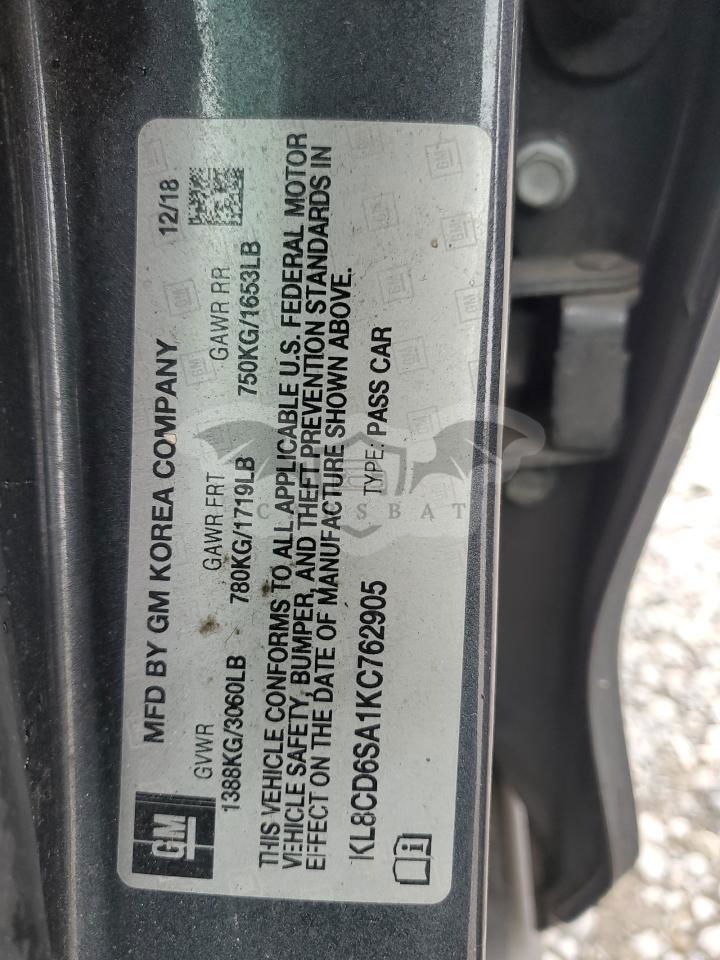 GM
MFD BY GM KOREA COMPANY 12/18
GVWR GAWR FRT GAWR RR
1388KG/3060LB 780KG/1719LB 750KG/1653LB
THIS VEHICLE CONFORMS TO ALL APPLICABLE U.S. FEDERAL MOTOR
VEHICLE SAFETY, BUMPER, AND THEFT PREVENTION STANDARDS IN
EFFECT ON THE DATE OF MANUFACTURE SHOWN ABOVE.
KL8CD6SA1KC762905 TYPE: PASS CAR
CARSBAT